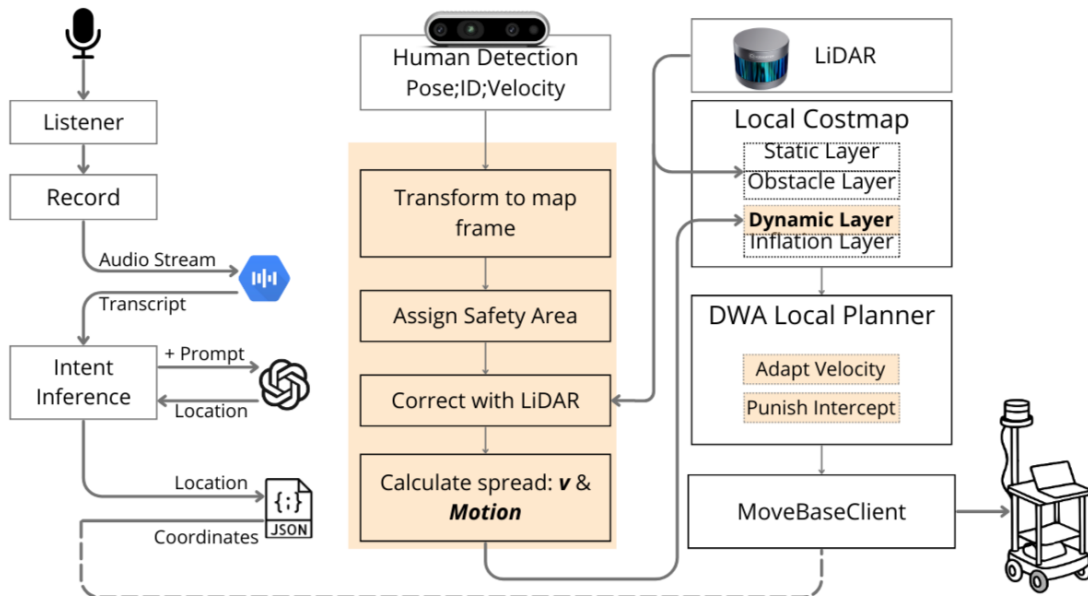 Listener
Record
Audio Stream
Transcript
Intent
Inference
+ Prompt
Location
Location
{;}
JSON
Coordinates
Human Detection
Pose;ID;Velocity
Transform to map
frame
Assign Safety Area
Correct with LiDAR
Calculate spread: v &
Motion
LiDAR
Local Costmap
Static Layer
Obstacle Layer
Dynamic Layer
Inflation Layer
DWA Local Planner
Adapt Velocity
Punish Intercept
MoveBaseClient